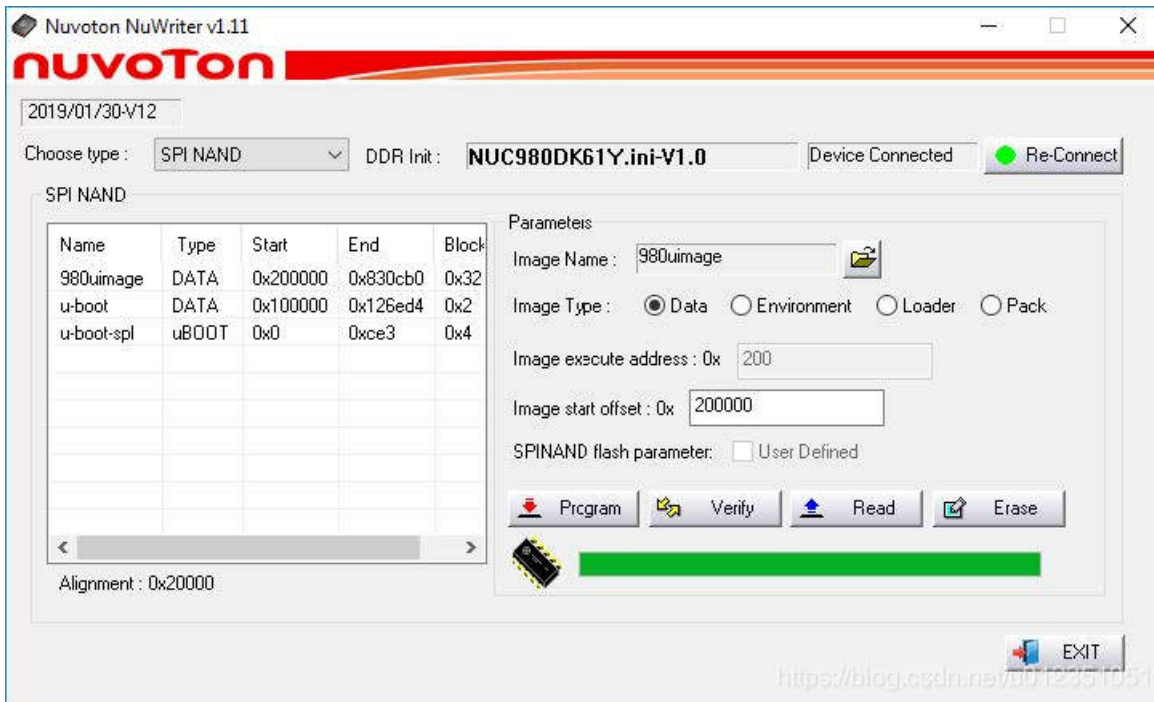 Nuvoton NuWriter v1.11
nuvoTon
2019/01/30-V12
Choose type : SPI NAND DDR Init : NUC980DK61Y.ini-V1.0 Device Connected Re-Connect
SPI NAND
Parameters
Name Type Start End Block
980uimage DATA 0x200000 0x830cb0 0x32
u-boot DATA 0x100000 0x126ed4 0x2
u-boot-spl uBOOT 0x0 0xce3 0x4
Image Name : 980uimage
Image Type : Data Environment Loader Pack
Image execute address : 0x 200
Image start offset : 0x 200000
SPINAND flash parameter: User Defined
Program Verify Read Erase
Alignment : 0x20000
EXIT